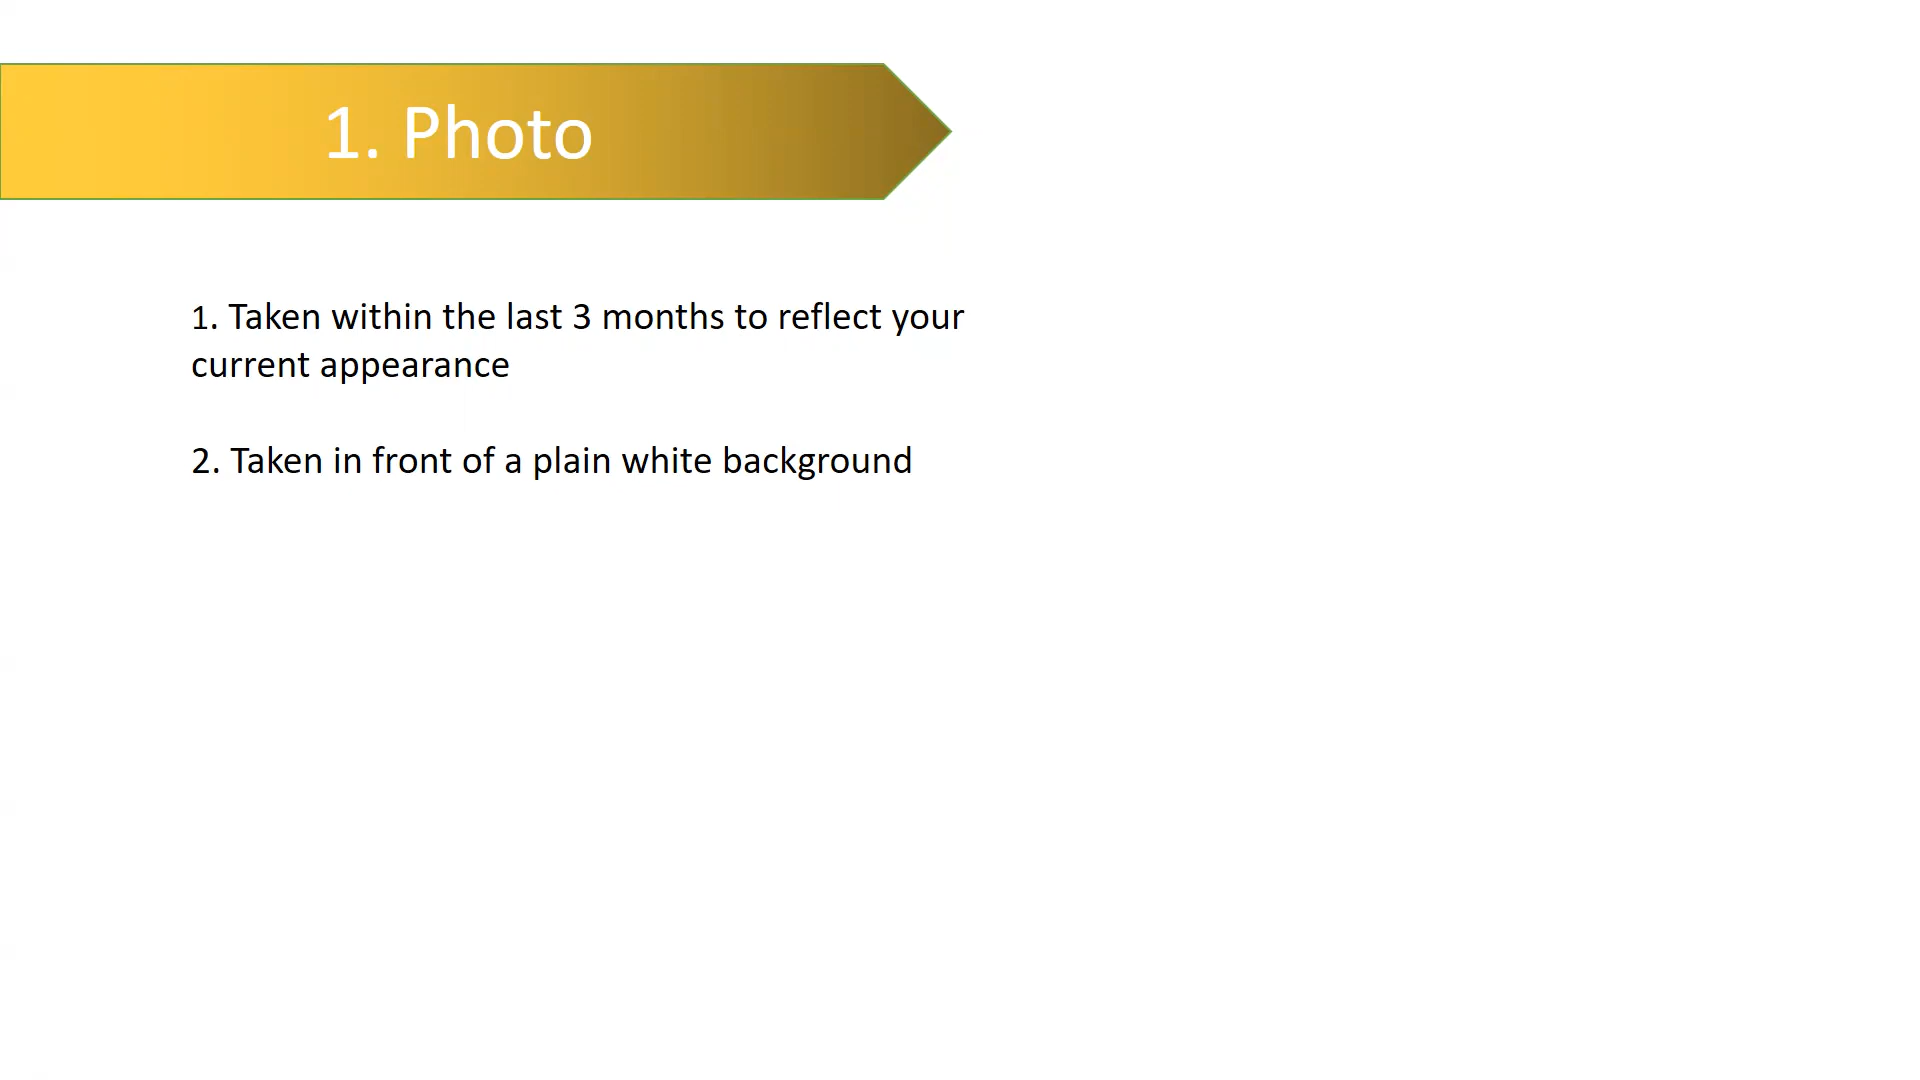 1. Photo
1. Taken within the last 3 months to reflect your
current appearance
2. Taken in front of a plain white background